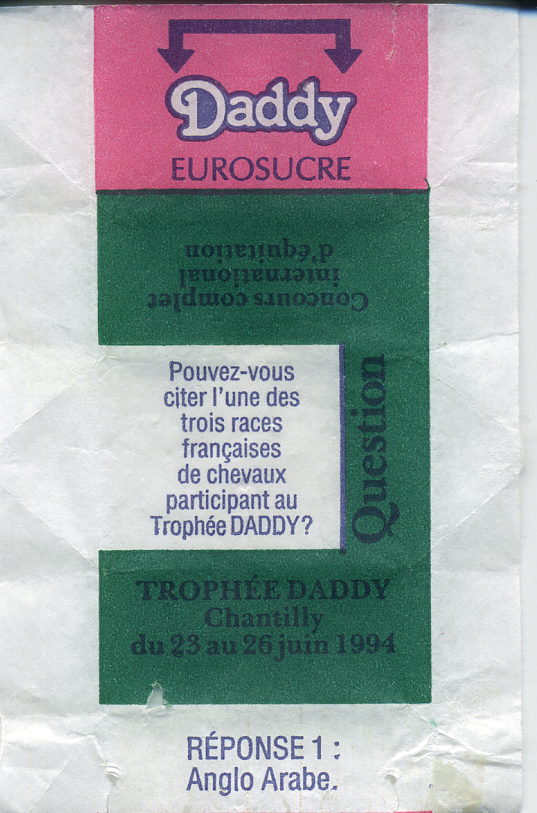 Daddy
EUROSUCRE
Concours complet
international
d'équitation
Pouvez-vous
citer l'une des
trois races
françaises
de chevaux
participant au
Trophée DADDY?
Question
TROPHÉE DADDY
Chantilly
du 23 au 26 juin 1994
RÉPONSE 1 :
Anglo Arabe.